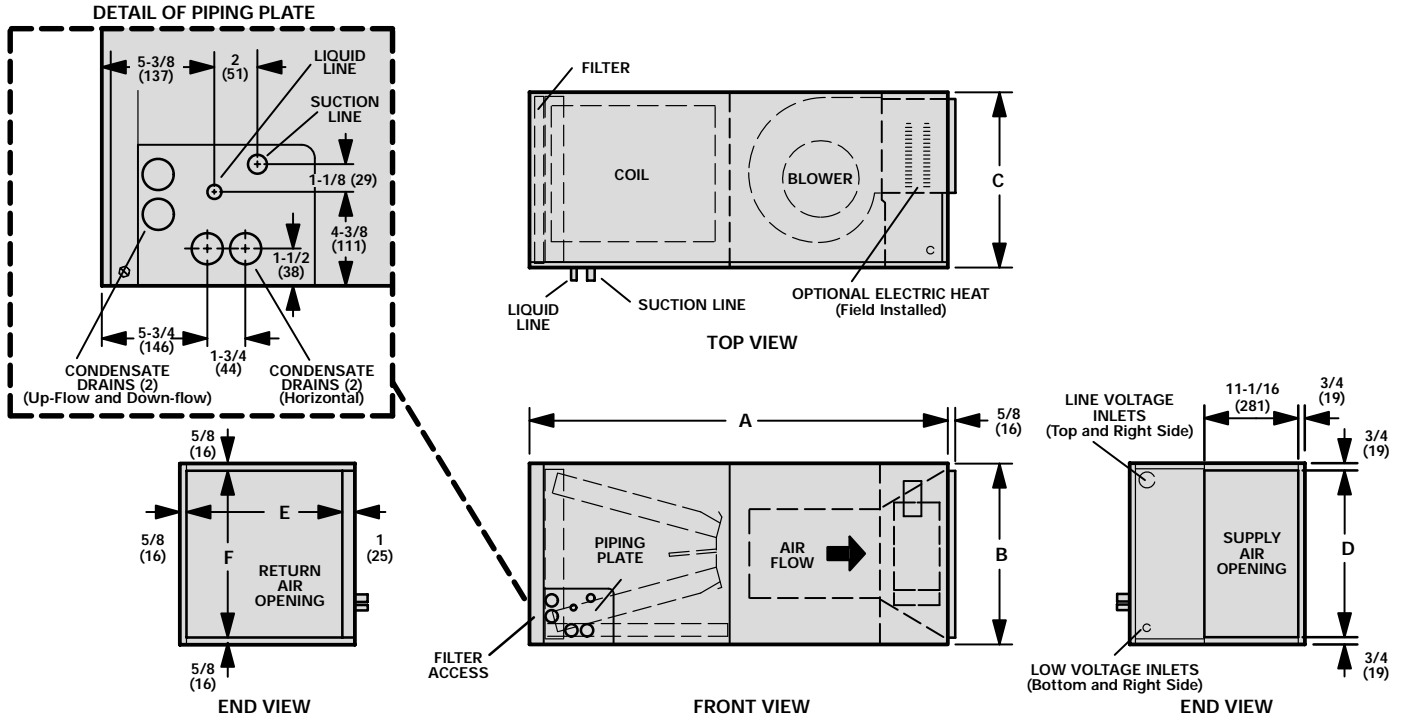 DETAIL OF PIPING PLATE
5-3/8
(137)
2
(51)
LIQUID
LINE
SUCTION
LINE
1-1/8 (29)
4-3/8
(111)
1-1/2
(38)
5-3/4
(146)
1-3/4
(44)
CONDENSATE
DRAINS (2)
(Up-Flow and Down-flow)
CONDENSATE
DRAINS (2)
(Horizontal)
FILTER
COIL
BLOWER
C
LIQUID
LINE
SUCTION LINE
OPTIONAL ELECTRIC HEAT
(Field Installed)
TOP VIEW
5/8
(16)
5/8
(16)
E
F
1
(25)
RETURN
AIR
OPENING
5/8
(16)
END VIEW
A
5/8
(16)
PIPING
PLATE
AIR
FLOW
B
FILTER
ACCESS
FRONT VIEW
11-1/16
(281)
3/4
(19)
LINE VOLTAGE
INLETS
(Top and Right Side)
3/4
(19)
SUPPLY
AIR
OPENING
D
LOW VOLTAGE INLETS
(Bottom and Right Side)
3/4
(19)
END VIEW